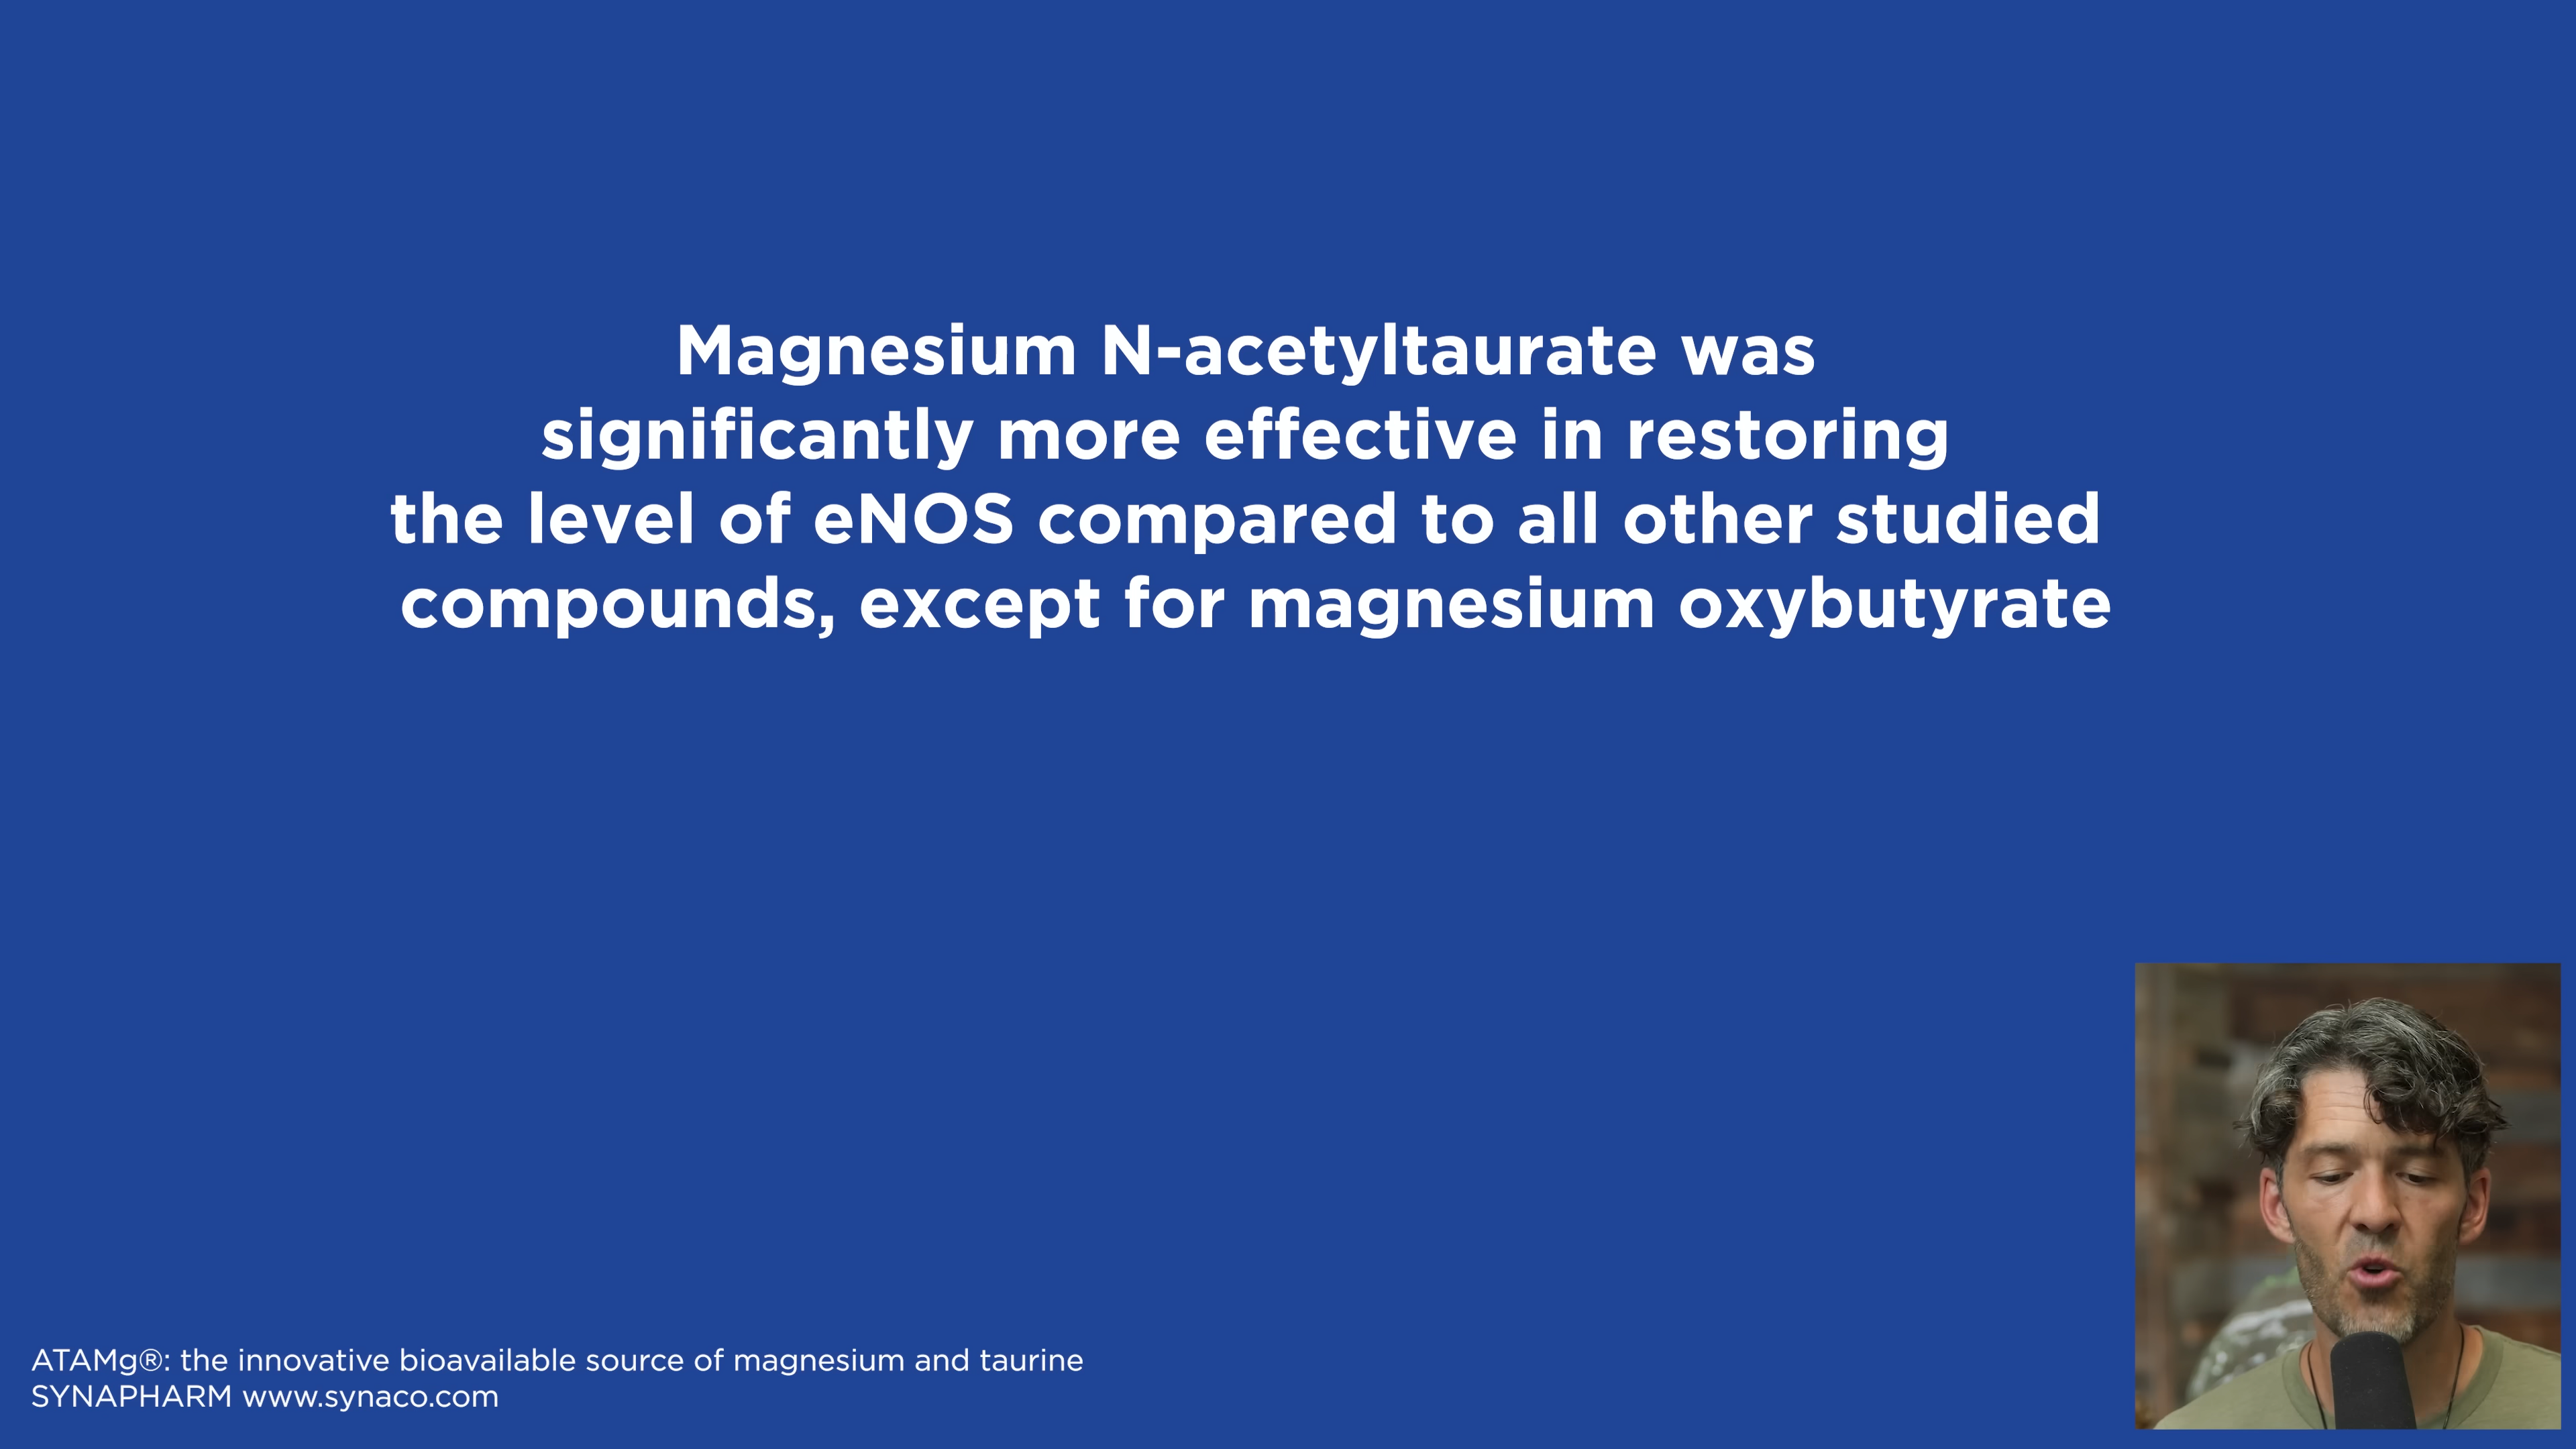 Magnesium N-acetyltaurate was
significantly more effective in restoring
the level of eNOS compared to all other studied
compounds, except for magnesium oxybutyrate
ATAMg®: the innovative bioavailable source of magnesium and taurine
SYNAPHARM www.synaco.com